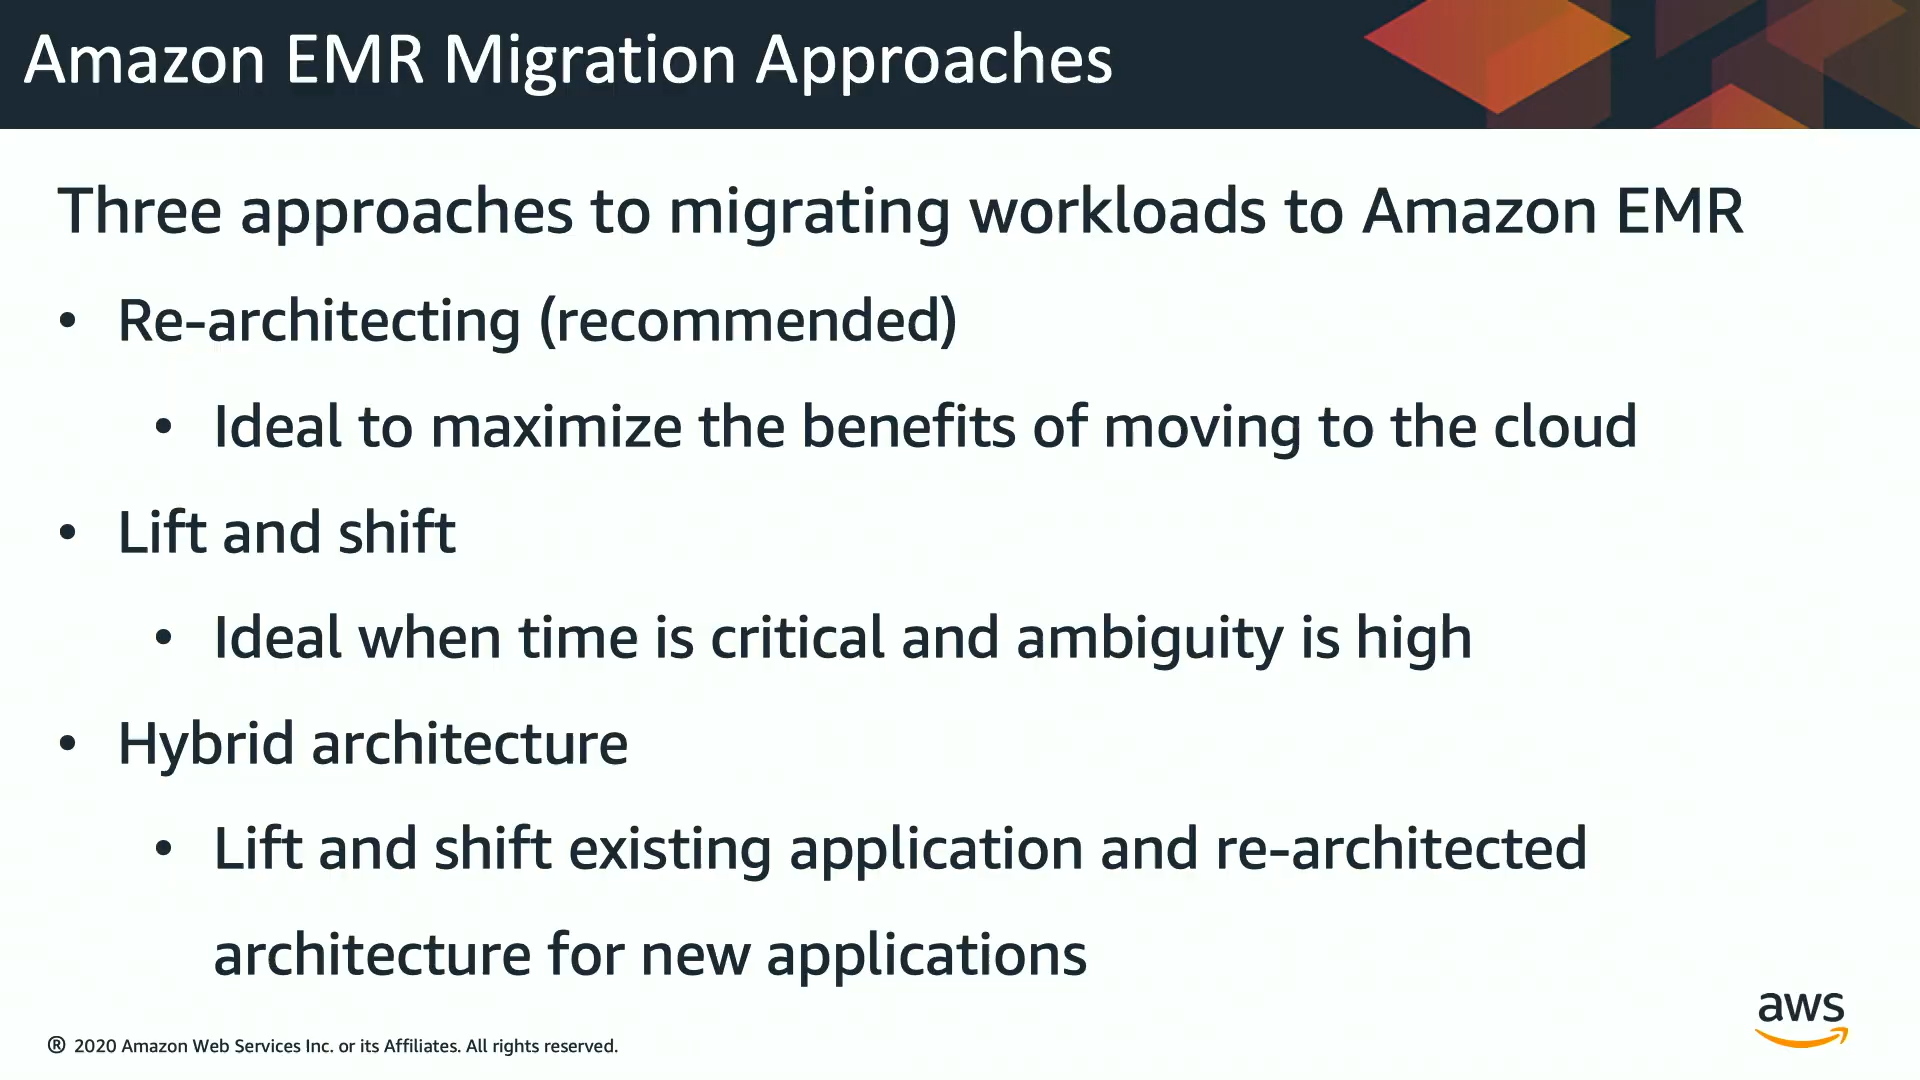 Amazon EMR Migration Approaches
Three approaches to migrating workloads to Amazon EMR
• Re-architecting (recommended)
• Ideal to maximize the benefits of moving to the cloud
• Lift and shift
• Ideal when time is critical and ambiguity is high
• Hybrid architecture
• Lift and shift existing application and re-architected
architecture for new applications
aws
® 2020 Amazon Web Services Inc. or its Affiliates. All rights reserved.